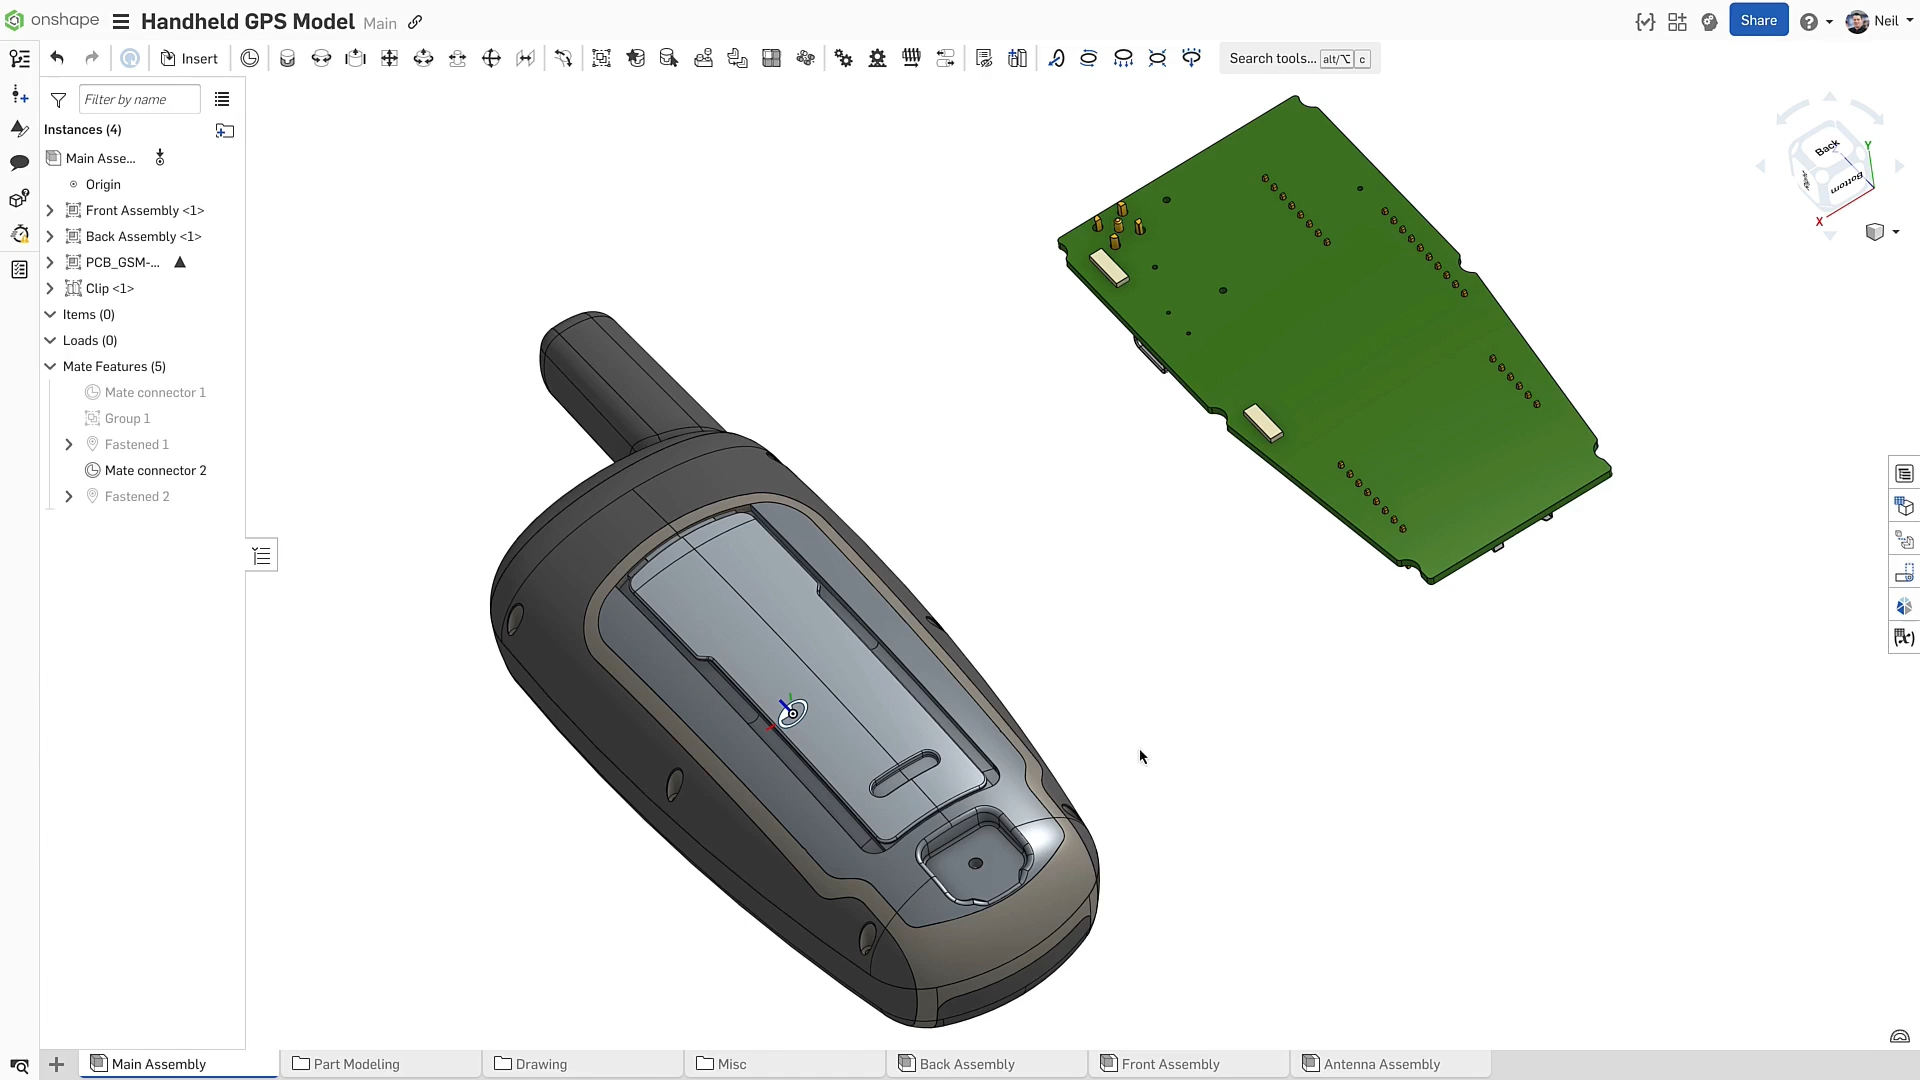 onshape Handheld GPS Model Main Share Neil
Insert Search tools... alt/⌥ c
Filter by name
Instances (4)
Main Asse...
Origin
Front Assembly <1>
Back Assembly <1>
PCB_GSM-...
Clip <1>
Items (0)
Loads (0)
Mate Features (5)
Mate connector 1
Group 1
Fastened 1
Mate connector 2
Fastened 2
Back
Y
Bottom
X
Main Assembly Part Modeling Drawing Misc Back Assembly Front Assembly Antenna Assembly